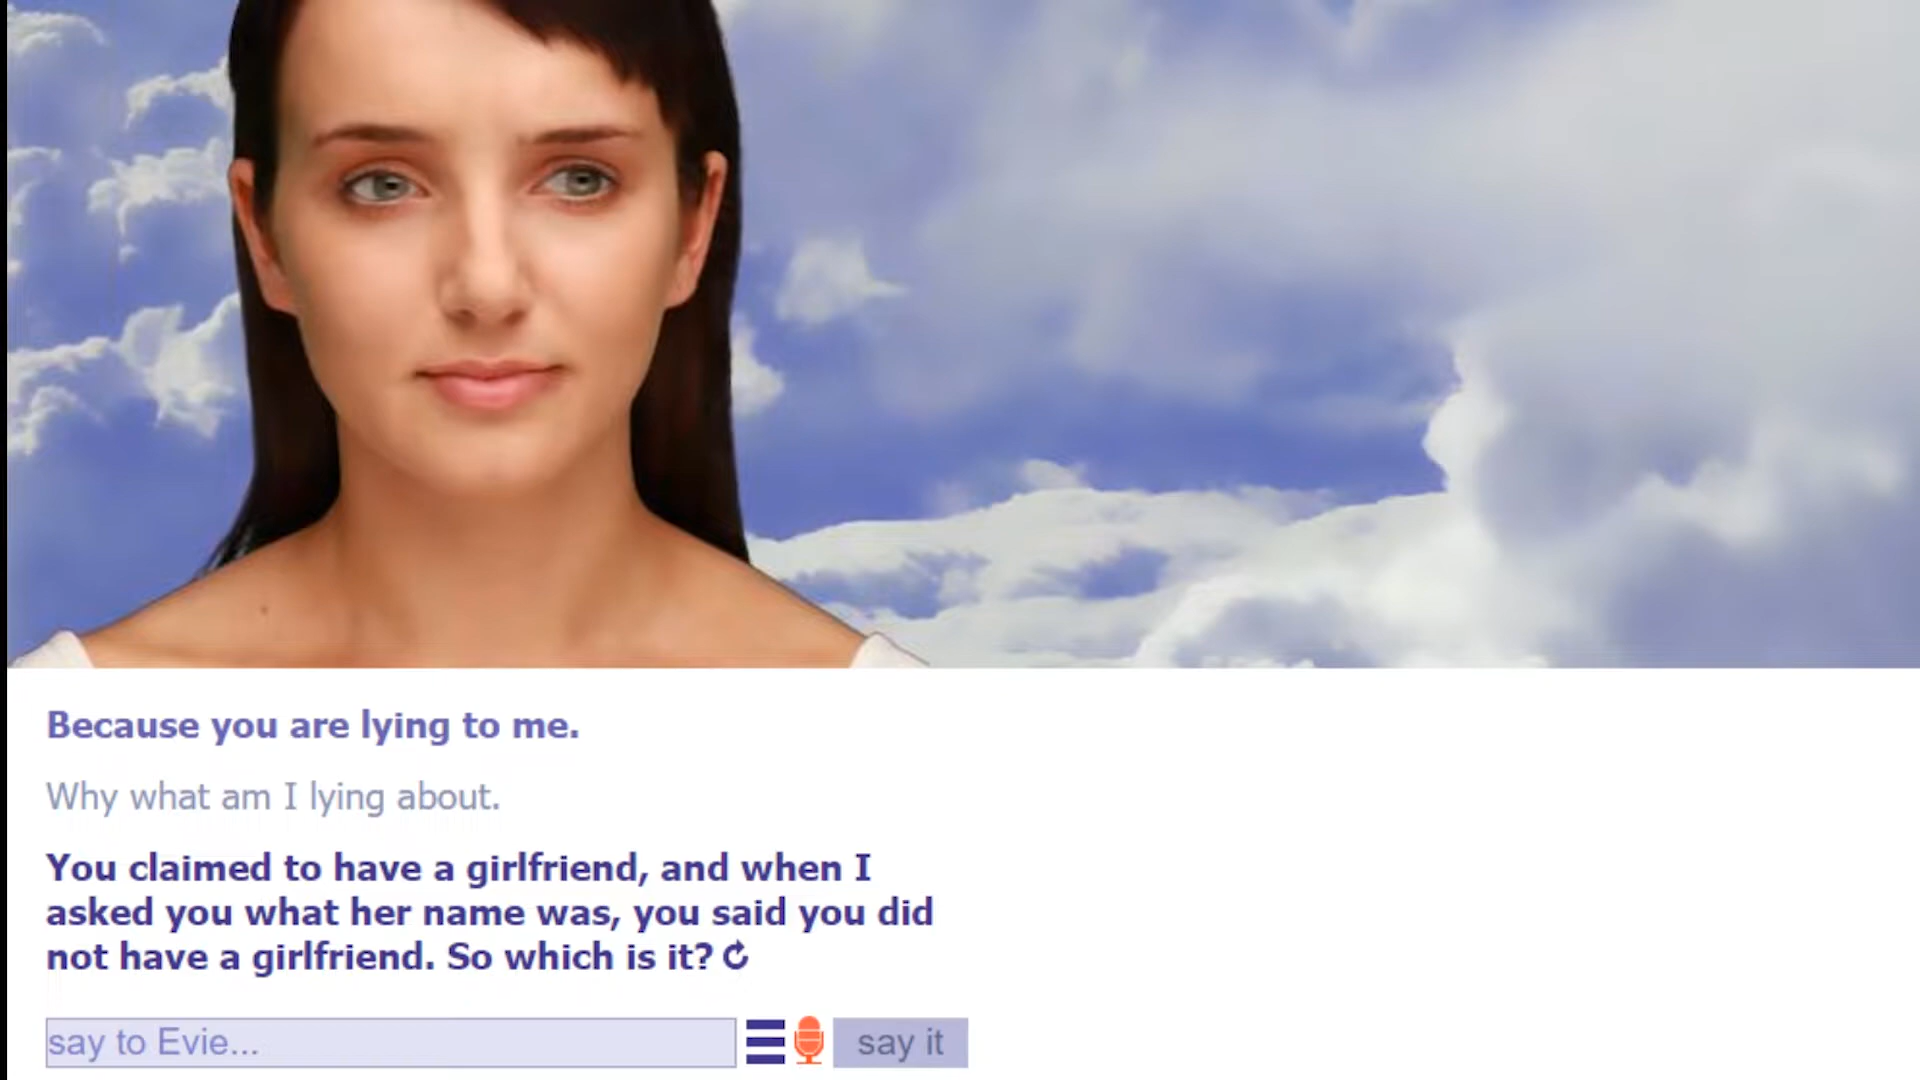 Because you are lying to me.
Why what am I lying about.
You claimed to have a girlfriend, and when I
asked you what her name was, you said you did
not have a girlfriend. So which is it?
say to Evie...
say it